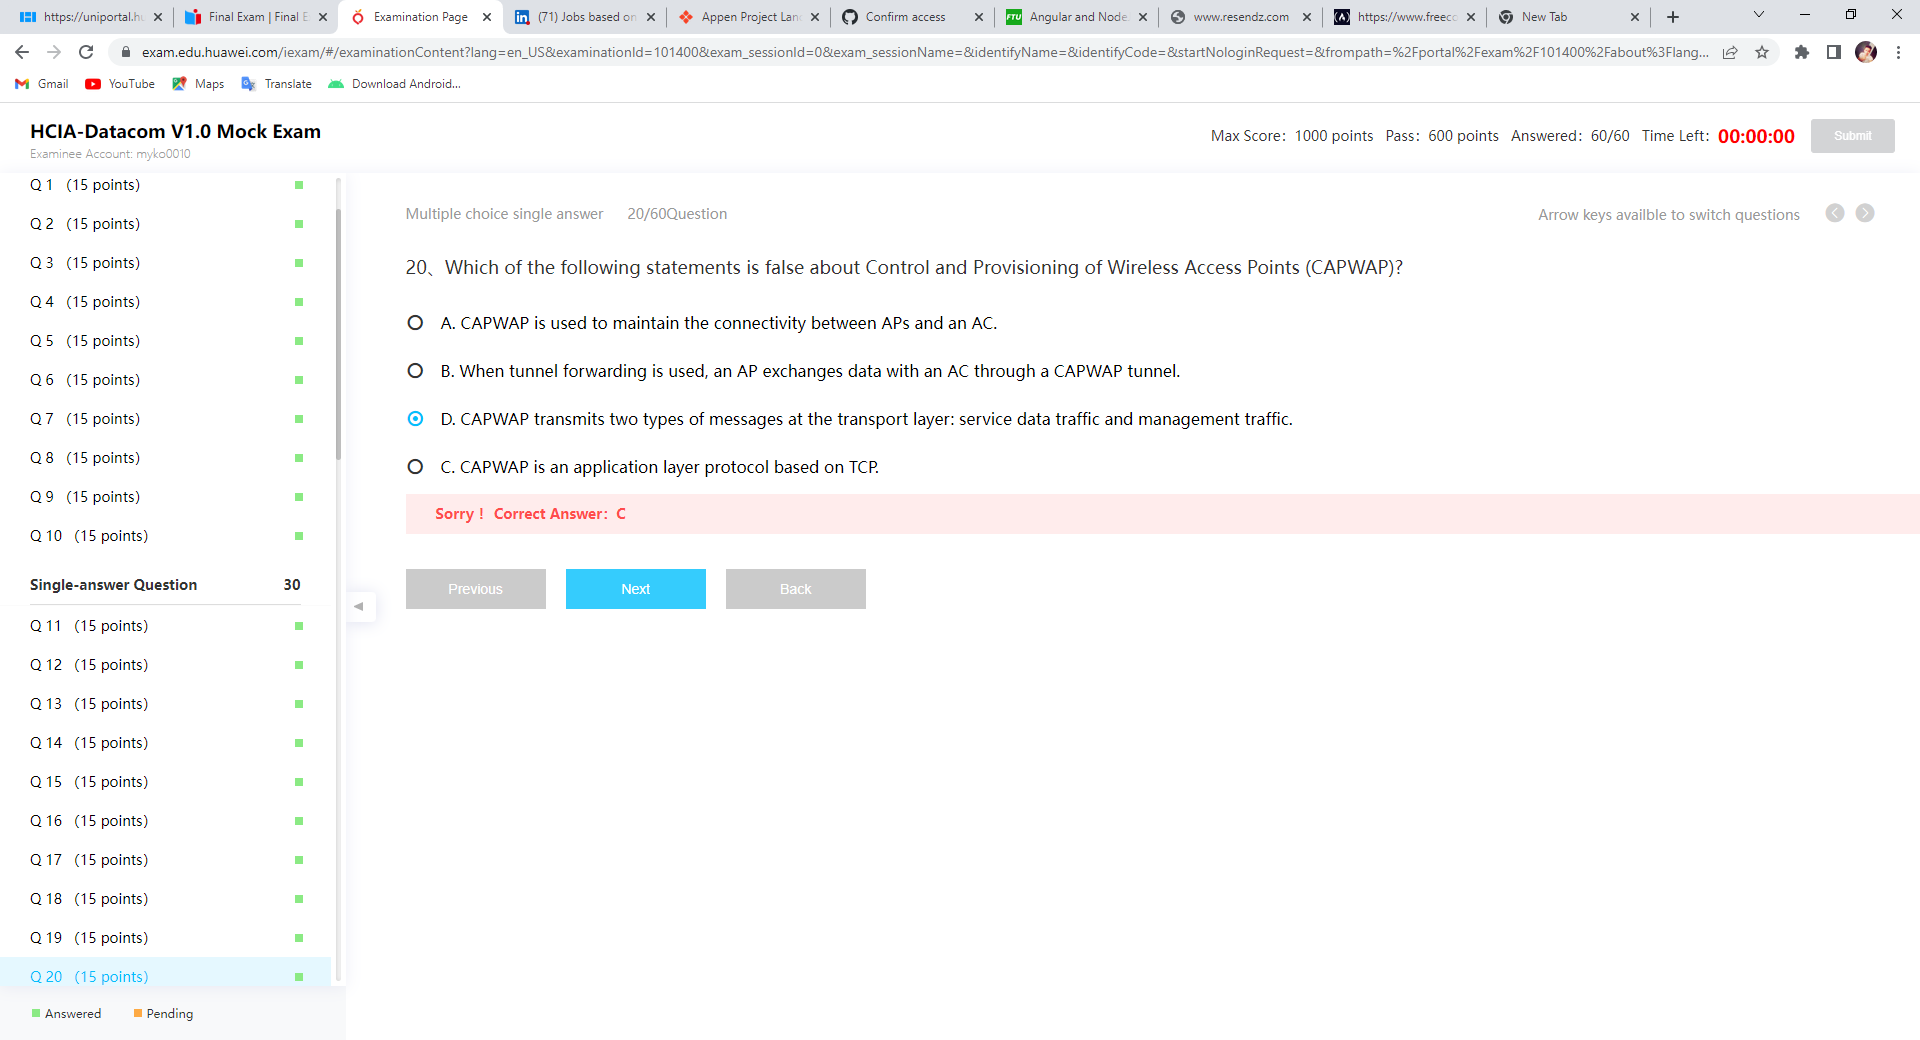 https://uniportal.hu
Final Exam | Final E
Examination Page
(71) Jobs based on
Appen Project Lan
Confirm access
Angular and Node.
www.resendz.com
https://www.freecc
New Tab
exam.edu.huawei.com/iexam/#/examinationContent?lang=en_US&examinationId=101400&exam_sessionId=0&exam_sessionName=&identifyName=&identifyCode=&startNologinRequest=&frompath=%2Fportal%2Fexam%2F101400%2Fabout%3Flang...
Gmail
YouTube
Maps
Translate
Download Android...
HCIA-Datacom V1.0 Mock Exam
Examinee Account: myko0010
Max Score: 1000 points Pass: 600 points Answered: 60/60 Time Left: 00:00:00
Submit
Q 1 (15 points)
Q 2 (15 points)
Q 3 (15 points)
Q 4 (15 points)
Q 5 (15 points)
Q 6 (15 points)
Q 7 (15 points)
Q 8 (15 points)
Q 9 (15 points)
Q 10 (15 points)
Single-answer Question 30
Q 11 (15 points)
Q 12 (15 points)
Q 13 (15 points)
Q 14 (15 points)
Q 15 (15 points)
Q 16 (15 points)
Q 17 (15 points)
Q 18 (15 points)
Q 19 (15 points)
Q 20 (15 points)
Answered
Pending
Multiple choice single answer 20/60Question
Arrow keys availble to switch questions
20、Which of the following statements is false about Control and Provisioning of Wireless Access Points (CAPWAP)?
A. CAPWAP is used to maintain the connectivity between APs and an AC.
B. When tunnel forwarding is used, an AP exchanges data with an AC through a CAPWAP tunnel.
D. CAPWAP transmits two types of messages at the transport layer: service data traffic and management traffic.
C. CAPWAP is an application layer protocol based on TCP.
Sorry！ Correct Answer: C
Previous
Next
Back